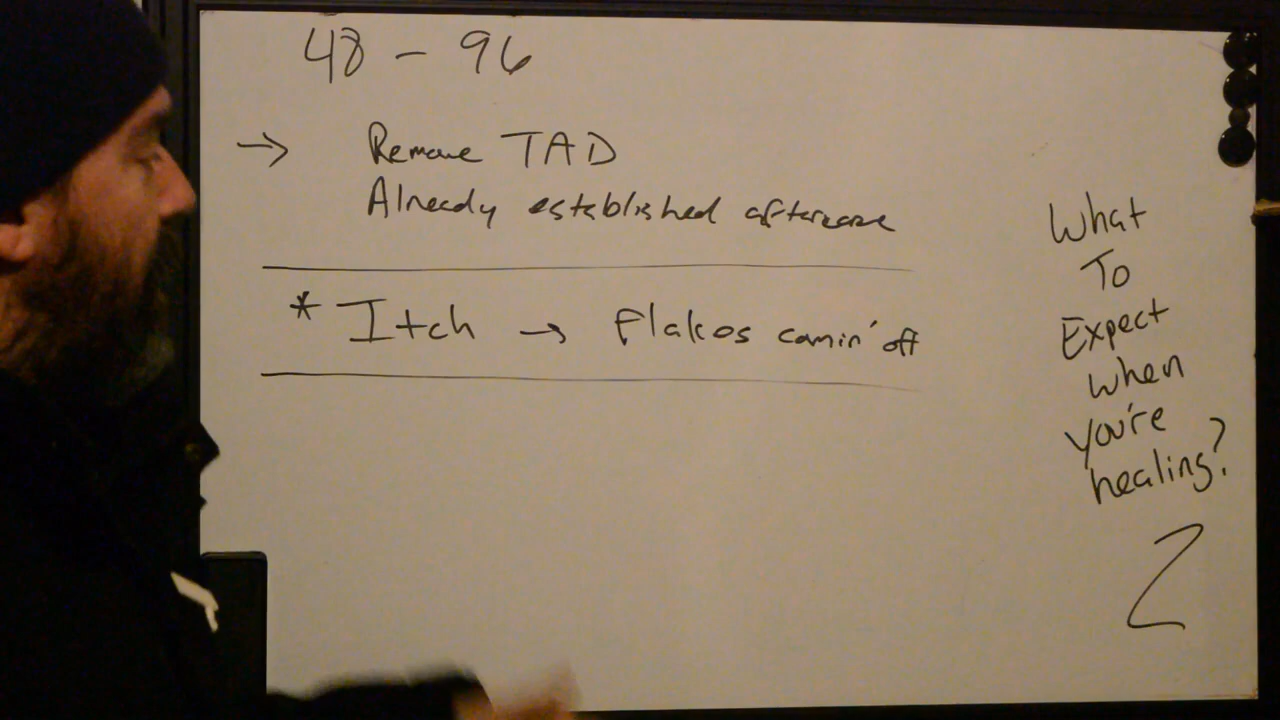 48 - 96
→ Remove TAD
Already established aftercare
* Itch → Flakes comin' off
What
To
Expect
when
you're
healing?
2